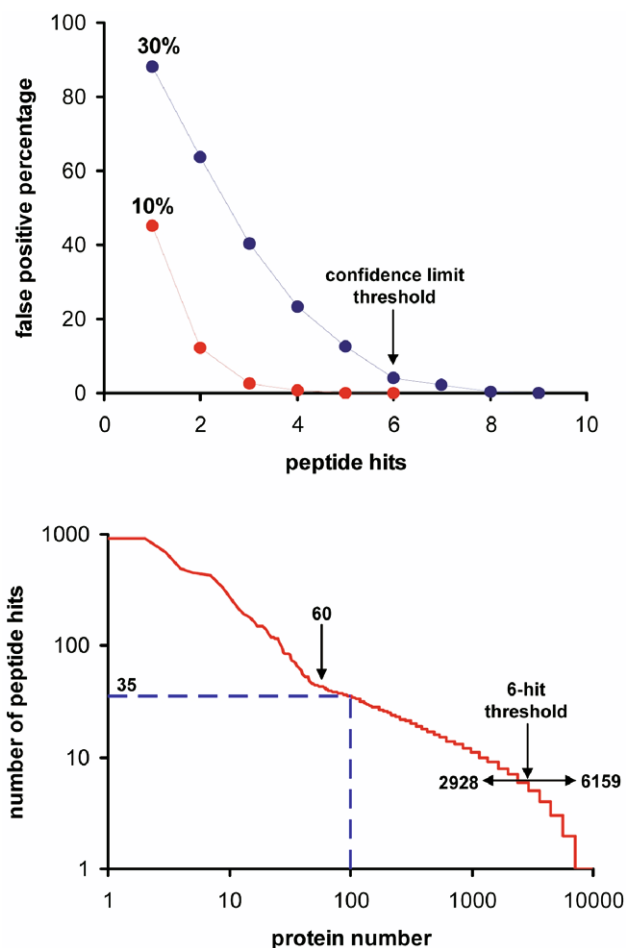 100
30%
80
60
10%
40
confidence limit
threshold
20
0
0 2 4 6 8 10
false positive percentage
peptide hits
1000
60
100
35
6-hit
threshold
10
2928 6159
1
1 10 100 1000 10000
number of peptide hits
protein number